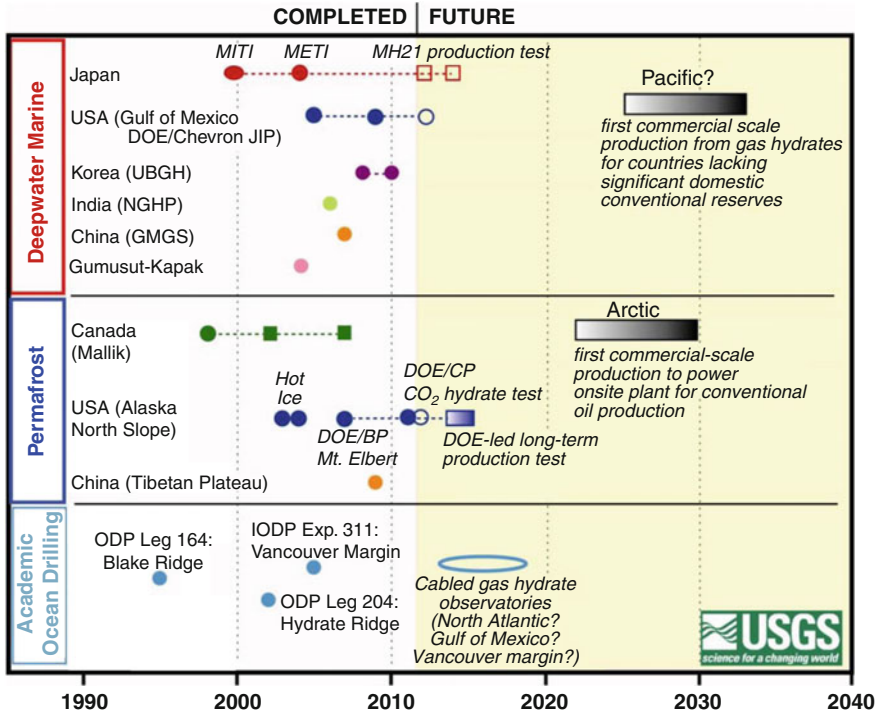 COMPLETED FUTURE
Deepwater Marine
MITI METI MH21 production test
Japan
USA (Gulf of Mexico
DOE/Chevron JIP)
Korea (UBGH)
India (NGHP)
China (GMGS)
Gumusut-Kapak
Pacific?
first commercial scale
production from gas hydrates
for countries lacking
significant domestic
conventional reserves
Permafrost
Canada
(Mallik)
Arctic
first commercial-scale
production to power
onsite plant for conventional
oil production
Hot
Ice
DOE/CP
CO2 hydrate test
USA (Alaska
North Slope)
DOE/BP
Mt. Elbert
DOE-led long-term
production test
China (Tibetan Plateau)
Academic
Ocean Drilling
ODP Leg 164:
Blake Ridge
IODP Exp. 311:
Vancouver Margin
ODP Leg 204:
Hydrate Ridge
Cabled gas hydrate
observatories
(North Atlantic?
Gulf of Mexico?
Vancouver margin?)
USGS
science for a changing world
1990 2000 2010 2020 2030 2040